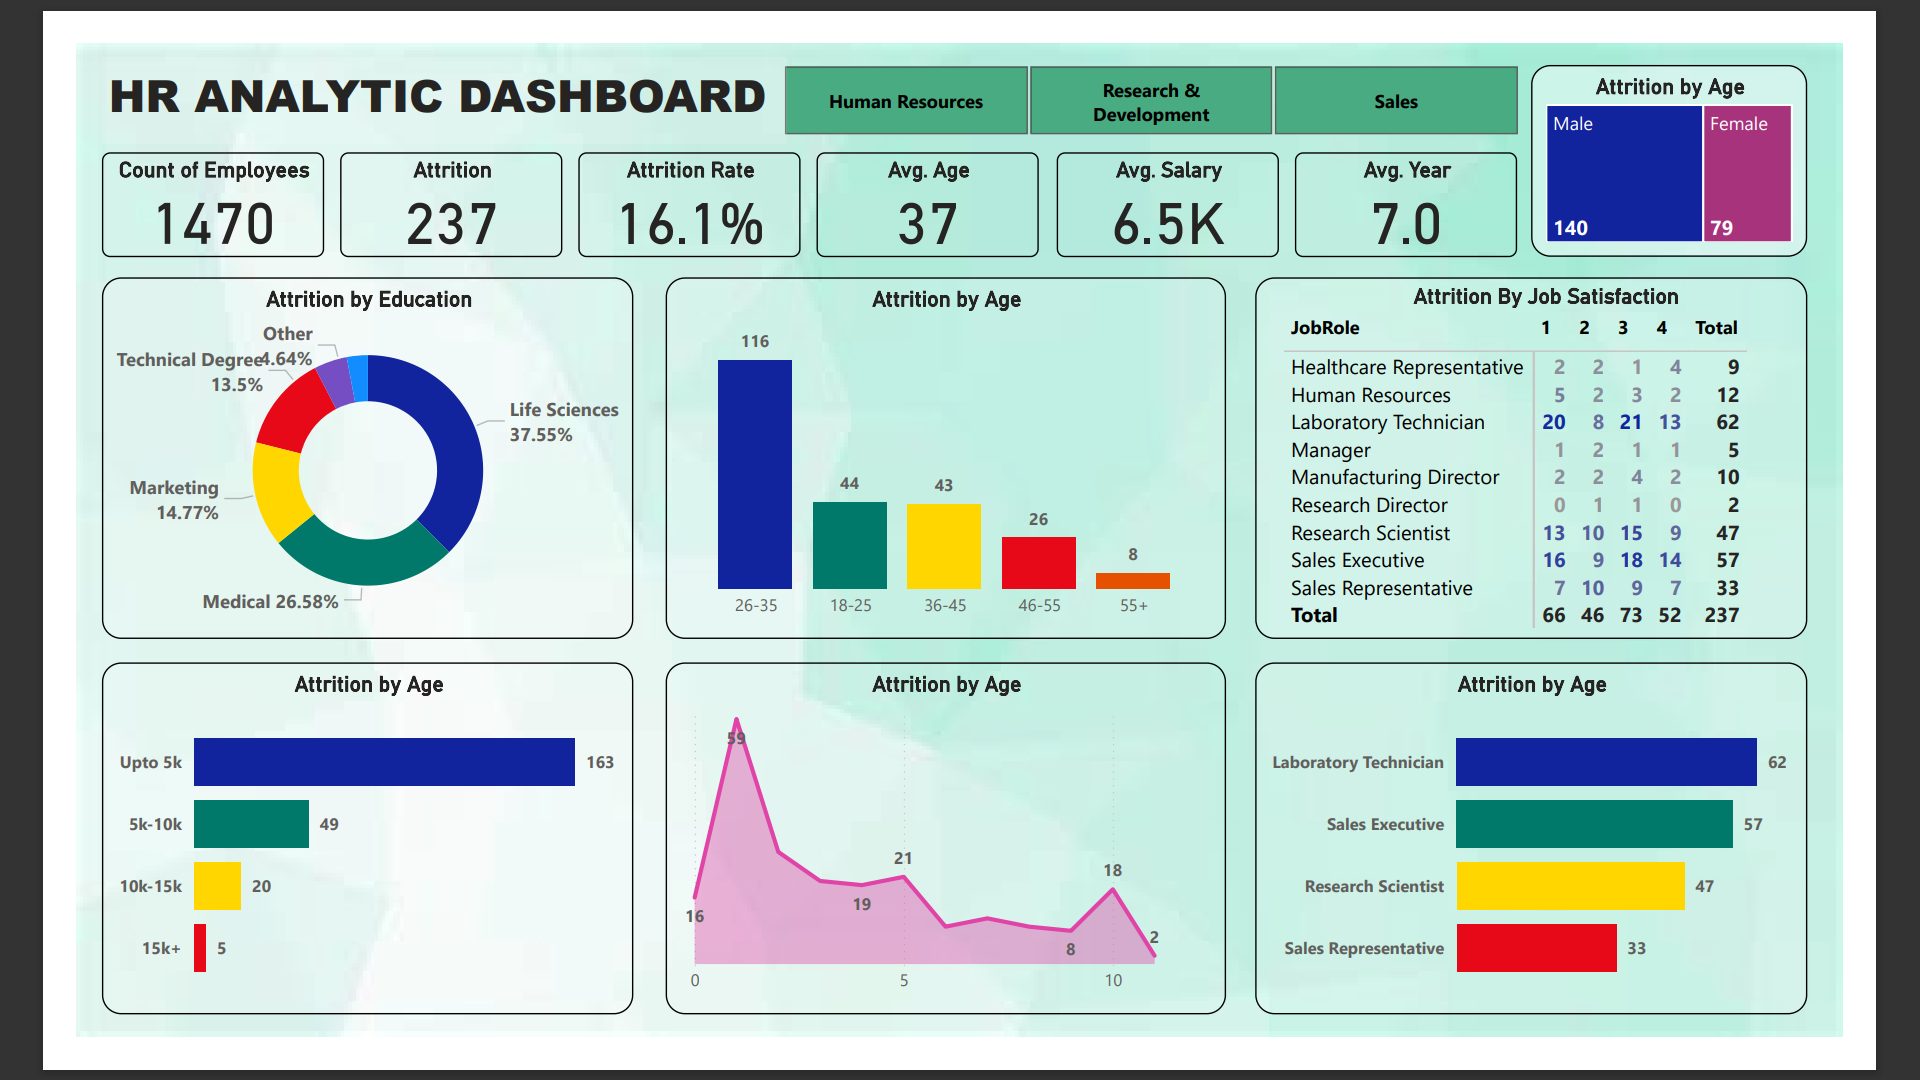 HR ANALYTIC DASHBOARD
Human Resources
Research &
Development
Sales
Attrition by Age
Male
Female
140
79
Count of Employees
1470
Attrition
237
Attrition Rate
16.1%
Avg. Age
37
Avg. Salary
6.5K
Avg. Year
7.0
Attrition by Education
Other
4.64%
Technical Degree
13.5%
Life Sciences
37.55%
Marketing
14.77%
Medical 26.58%
Attrition by Age
116
44
43
26
8
26-35
18-25
36-45
46-55
55+
Attrition By Job Satisfaction
JobRole 1 2 3 4 Total
Healthcare Representative 2 2 1 4 9
Human Resources 5 2 3 2 12
Laboratory Technician 20 8 21 13 62
Manager 1 2 1 1 5
Manufacturing Director 2 2 4 2 10
Research Director 0 1 1 0 2
Research Scientist 13 10 15 9 47
Sales Executive 16 9 18 14 57
Sales Representative 7 10 9 7 33
Total 66 46 73 52 237
Attrition by Age
Upto 5k 163
5k-10k 49
10k-15k 20
15k+ 5
Attrition by Age
59
16
19
21
8
18
2
0
5
10
Attrition by Age
Laboratory Technician 62
Sales Executive 57
Research Scientist 47
Sales Representative 33